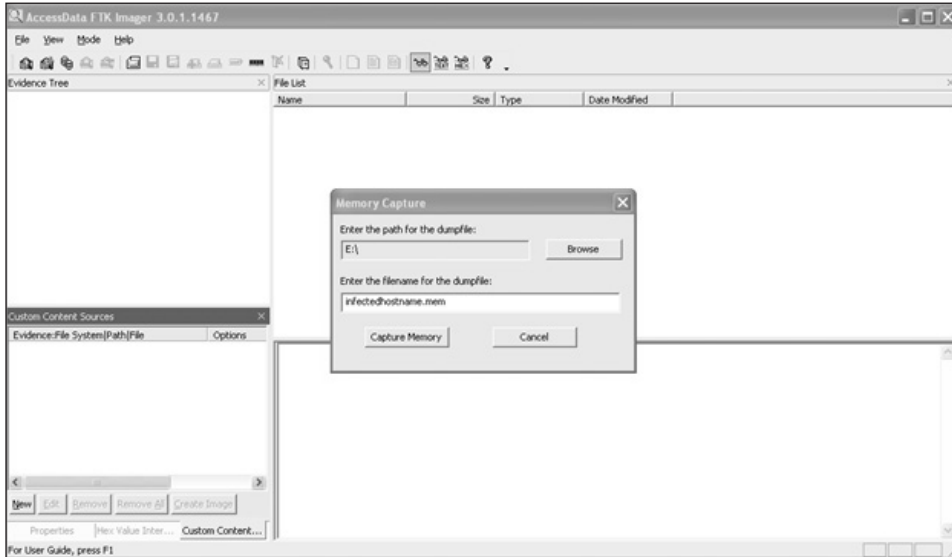 AccessData FTK Imager 3.0.1.1467
File View Mode Help
Evidence Tree
File List
Name Size Type Date Modified
Memory Capture
Enter the path for the dumpfile:
E:\
Browse
Enter the filename for the dumpfile:
infectedhostname.mem
Capture Memory Cancel
Custom Content Sources
Evidence:File System|Path|File Options
New Edit Remove Remove All Create Image
Properties Hex Value Inter... Custom Content...
For User Guide, press F1